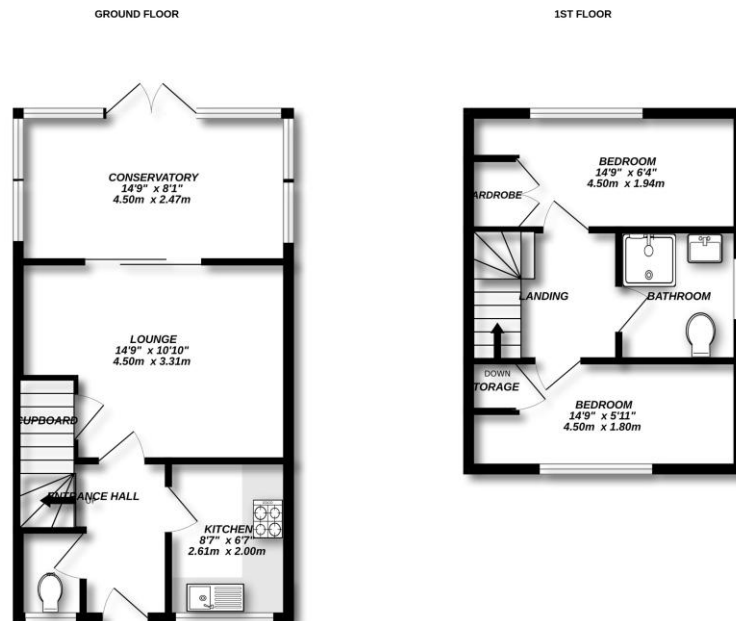 GROUND FLOOR
CONSERVATORY
14'9" x 8'1"
4.50m x 2.47m
LOUNGE
14'9" x 10'10"
4.50m x 3.31m
CUPBOARD
ENTRANCE HALL
UP
KITCHEN
8'7" x 6'7"
2.61m x 2.00m
1ST FLOOR
BEDROOM
14'9" x 6'4"
4.50m x 1.94m
ARDROBE
LANDING
BATHROOM
DOWN
TORAGE
BEDROOM
14'9" x 5'11"
4.50m x 1.80m